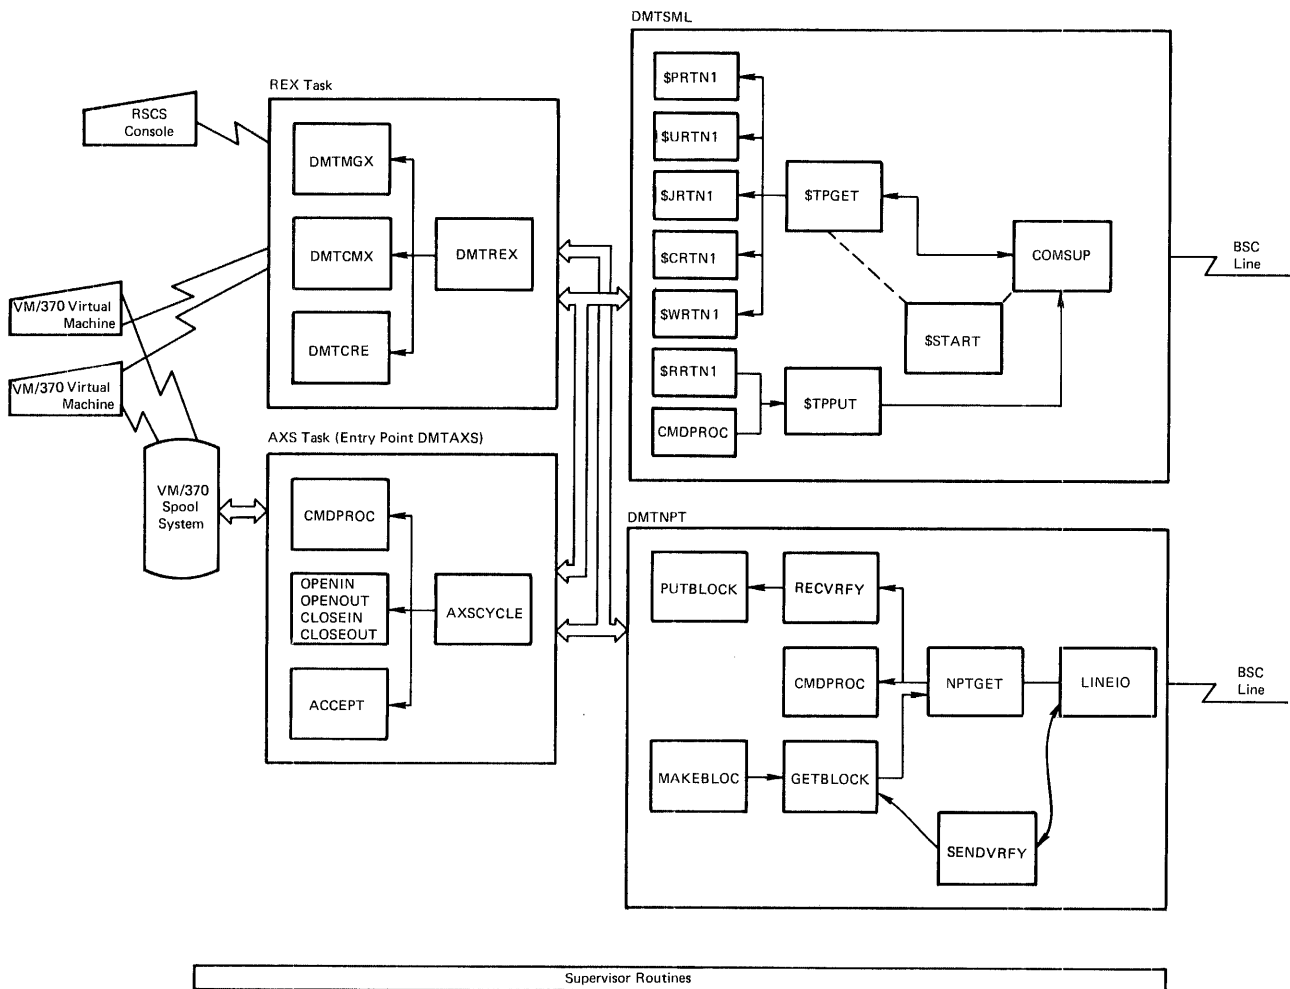 DMTSML
REX Task
RSCS
Console
DMTMGX
DMTCMX
DMTREX
DMTCRE
VM/370 Virtual
Machine
VM/370 Virtual
Machine
$PRTN1
$URTN1
$JRTN1
$CRTN1
$WRTN1
$RRTN1
CMDPROC
$TPGET
COMSUP
$START
$TPPUT
BSC
Line
AXS Task (Entry Point DMTAXS)
VM/370
Spool
System
CMDPROC
OPENIN
OPENOUT
CLOSEIN
CLOSEOUT
AXSCYCLE
ACCEPT
DMTNPT
PUTBLOCK
RECVRFY
CMDPROC
NPTGET
LINEIO
MAKEBLOC
GETBLOCK
SENDVRFY
BSC
Line
Supervisor Routines